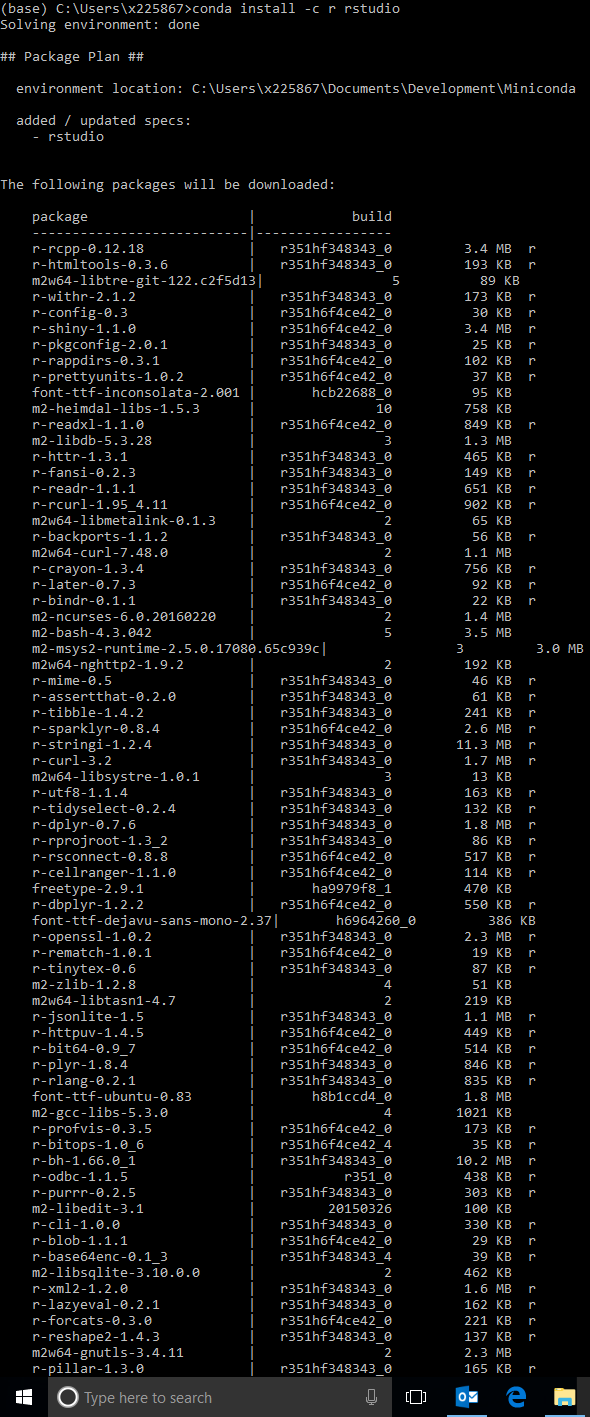 (base) C:\Users\x225867>conda install -c r rstudio
Solving environment: done
## Package Plan ##
environment location: C:\Users\x225867\Documents\Development\Miniconda
added / updated specs:
- rstudio
The following packages will be downloaded:
package | build
---------------------------|-----------------
r-rcpp-0.12.18 | r351hf348343_0 3.4 MB r
r-htmltools-0.3.6 | r351hf348343_0 193 KB r
m2w64-libtre-git-122.c2f5d13| 5 89 KB
r-withr-2.1.2 | r351hf348343_0 173 KB r
r-config-0.3 | r351h6f4ce42_0 30 KB r
r-shiny-1.1.0 | r351h6f4ce42_0 3.4 MB r
r-pkgconfig-2.0.1 | r351hf348343_0 25 KB r
r-rappdirs-0.3.1 | r351h6f4ce42_0 102 KB r
r-prettyunits-1.0.2 | r351h6f4ce42_0 37 KB r
font-ttf-inconsolata-2.001 | hcb22688_0 95 KB
m2-heimdal-libs-1.5.3 | 10 758 KB
r-readxl-1.1.0 | r351h6f4ce42_0 849 KB r
m2-libdb-5.3.28 | 3 1.3 MB
r-httr-1.3.1 | r351hf348343_0 465 KB r
r-fansi-0.2.3 | r351hf348343_0 149 KB r
r-readr-1.1.1 | r351hf348343_0 651 KB r
r-rcurl-1.95_4.11 | r351h6f4ce42_0 902 KB r
m2w64-libmetalink-0.1.3 | 2 65 KB
r-backports-1.1.2 | r351hf348343_0 56 KB r
m2w64-curl-7.48.0 | 2 1.1 MB
r-crayon-1.3.4 | r351hf348343_0 756 KB r
r-later-0.7.3 | r351h6f4ce42_0 92 KB r
r-bindr-0.1.1 | r351hf348343_0 22 KB r
m2-ncurses-6.0.20160220 | 2 1.4 MB
m2-bash-4.3.042 | 5 3.5 MB
m2-msys2-runtime-2.5.0.17080.65c939c| 3 3.0 MB
m2w64-nghttp2-1.9.2 | 2 192 KB
r-mime-0.5 | r351hf348343_0 46 KB r
r-assertthat-0.2.0 | r351hf348343_0 61 KB r
r-tibble-1.4.2 | r351hf348343_0 241 KB r
r-sparklyr-0.8.4 | r351h6f4ce42_0 2.6 MB r
r-stringi-1.2.4 | r351hf348343_0 11.3 MB r
r-curl-3.2 | r351hf348343_0 1.7 MB r
m2w64-libsystre-1.0.1 | 3 13 KB
r-utf8-1.1.4 | r351hf348343_0 163 KB r
r-tidyselect-0.2.4 | r351hf348343_0 132 KB r
r-dplyr-0.7.6 | r351hf348343_0 1.8 MB r
r-rprojroot-1.3_2 | r351hf348343_0 86 KB r
r-rsconnect-0.8.8 | r351h6f4ce42_0 517 KB r
r-cellranger-1.1.0 | r351h6f4ce42_0 114 KB r
freetype-2.9.1 | ha9979f8_1 470 KB
r-dbplyr-1.2.2 | r351hf348343_0 550 KB r
font-ttf-dejavu-sans-mono-2.37| h6964260_0 386 KB
r-openssl-1.0.2 | r351hf348343_0 2.3 MB r
r-rematch-1.0.1 | r351h6f4ce42_0 19 KB r
r-tinytex-0.6 | r351hf348343_0 87 KB r
m2-zlib-1.2.8 | 4 51 KB
m2w64-libtasn1-4.7 | 2 219 KB
r-jsonlite-1.5 | r351hf348343_0 1.1 MB r
r-httpuv-1.4.5 | r351h6f4ce42_0 449 KB r
r-bit64-0.9_7 | r351h6f4ce42_0 514 KB r
r-plyr-1.8.4 | r351h6f4ce42_0 846 KB r
r-rlang-0.2.1 | r351hf348343_0 835 KB r
font-ttf-ubuntu-0.83 | h8b1ccd4_0 1.8 MB
m2-gcc-libs-5.3.0 | 4 1021 KB
r-profvis-0.3.5 | r351h6f4ce42_0 173 KB r
r-bitops-1.0_6 | r351h6f4ce42_4 35 KB r
r-bh-1.66.0_1 | r351hf348343_0 10.2 MB r
r-odbc-1.1.5 | r351_0 438 KB r
r-purrr-0.2.5 | r351hf348343_0 303 KB r
m2-libedit-3.1 | 20150326 100 KB
r-cli-1.0.0 | r351h6f4ce42_0 330 KB r
r-blob-1.1.1 | r351h6f4ce42_0 29 KB r
r-base64enc-0.1_3 | r351hf348343_4 39 KB r
m2-libsqlite-3.10.0.0 | 2 462 KB
r-xml2-1.2.0 | r351hf348343_0 1.6 MB r
r-lazyeval-0.2.1 | r351hf348343_0 162 KB r
r-forcats-0.3.0 | r351h6f4ce42_0 221 KB r
r-reshape2-1.4.3 | r351hf348343_0 137 KB r
m2w64-gnutls-3.4.11 | 2 2.3 MB
r-pillar-1.3.0 | r351hf348343_0 165 KB r
Type here to search